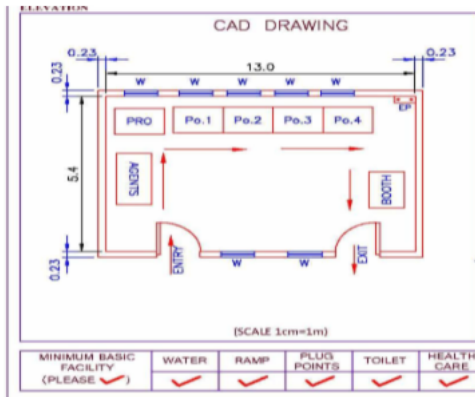 ELEVATION
CAD DRAWING
0.23 13.0 0.23
W W W W W
0.23
EP
PRO Po.1 Po.2 Po.3 Po.4
5.4
AGENTS
BOOTH
ENTRY
EXIT
W W
0.23
(SCALE 1cm=1m)
MINIMUM BASIC FACILITY (PLEASE ✓)
WATER
RAMP
PLUG POINTS
TOILET
HEALTH CARE